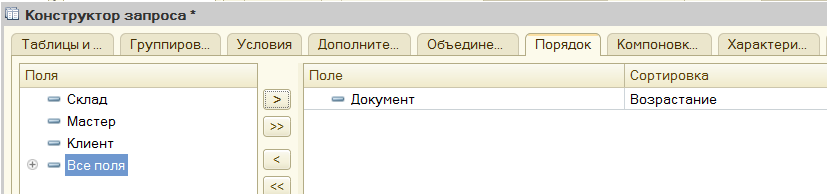 Конструктор запроса *
Таблицы и ... Группиров... Условия Дополните... Объедине... Порядок Компоновк... Характери...
Поля
Поле Сортировка
Склад
Мастер
Клиент
Все поля
>
>>
<
<<
Документ Возрастание